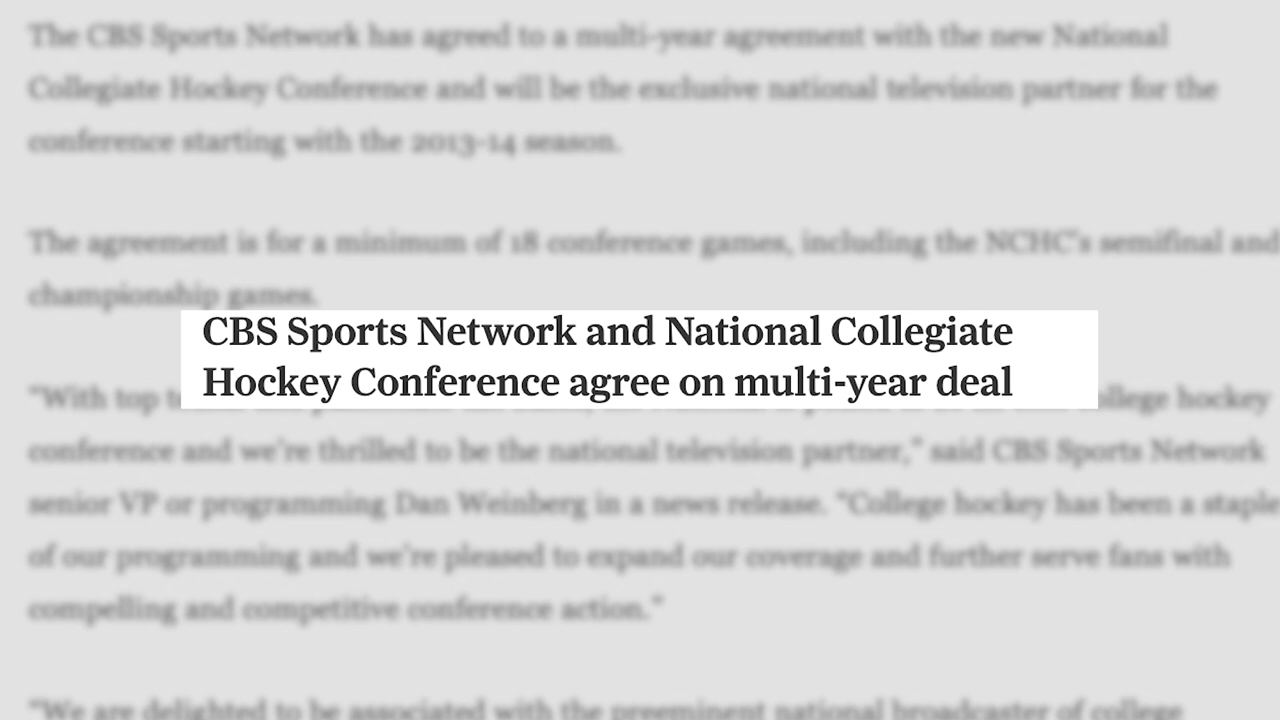 The CBS Sports Network has agreed to a multi-year agreement with the new National
Collegiate Hockey Conference and will be the exclusive national television partner for the
conference starting with the 2013-14 season.
The agreement is for a minimum of 18 conference games, including the NCHC's semifinal and
championship games.
CBS Sports Network and National Collegiate
Hockey Conference agree on multi-year deal
"With top college hockey
conference and we're thrilled to be the national television partner," said CBS Sports Network
senior VP or programming Dan Weinberg in a news release. "College hockey has been a staple
of our programming and we're pleased to expand our coverage and further serve fans with
compelling and competitive conference action."
"We are delighted to be associated with the preeminent national broadcaster of college